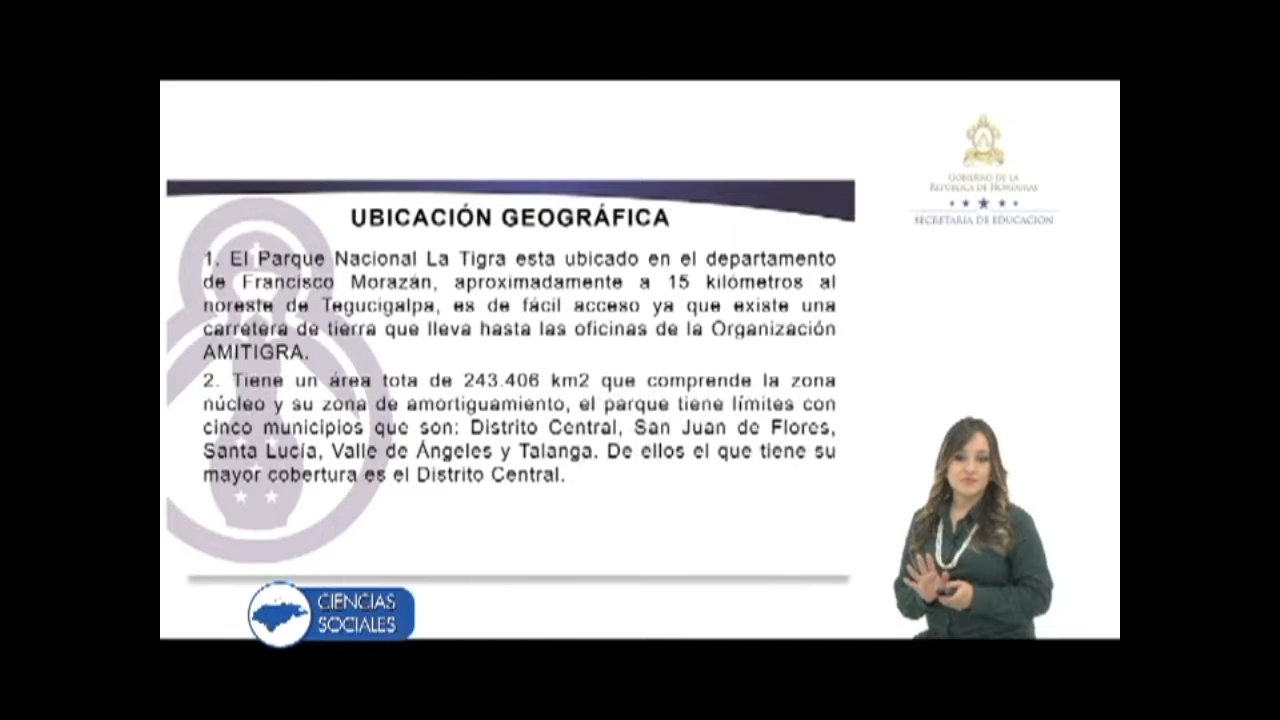 GOBIERNO DE LA
REPÚBLICA DE HONDURAS
SECRETARÍA DE EDUCACIÓN
UBICACIÓN GEOGRÁFICA
1. El Parque Nacional La Tigra esta ubicado en el departamento
de Francisco Morazán, aproximadamente a 15 kilómetros al
noreste de Tegucigalpa, es de fácil acceso ya que existe una
carretera de tierra que lleva hasta las oficinas de la Organización
AMITIGRA.
2. Tiene un área tota de 243.406 km2 que comprende la zona
núcleo y su zona de amortiguamiento, el parque tiene límites con
cinco municipios que son: Distrito Central, San Juan de Flores,
Santa Lucía, Valle de Ángeles y Talanga. De ellos el que tiene su
mayor cobertura es el Distrito Central.
CIENCIAS
SOCIALES